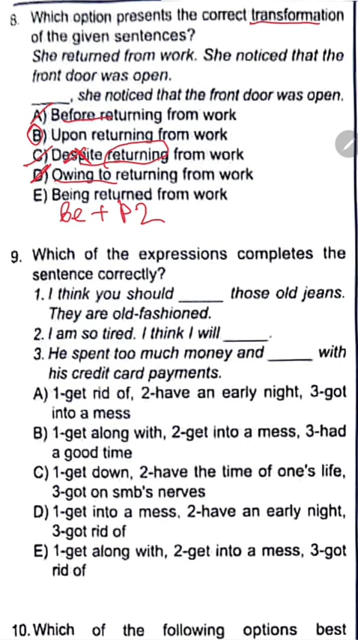 8. Which option presents the correct transformation
of the given sentences?
She returned from work. She noticed that the
front door was open.
_____, she noticed that the front door was open.
A) Before returning from work
B) Upon returning from work
C) Despite returning from work
D) Owing to returning from work
E) Being returned from work
Be + P2
9. Which of the expressions completes the
sentence correctly?
1. I think you should _____ those old jeans.
They are old-fashioned.
2. I am so tired. I think I will _____.
3. He spent too much money and _____ with
his credit card payments.
A) 1-get rid of, 2-have an early night, 3-got
into a mess
B) 1-get along with, 2-get into a mess, 3-had
a good time
C) 1-get down, 2-have the time of one's life,
3-got on smb's nerves
D) 1-get into a mess, 2-have an early night,
3-got rid of
E) 1-get along with, 2-get into a mess, 3-got
rid of
10. Which of the following options best